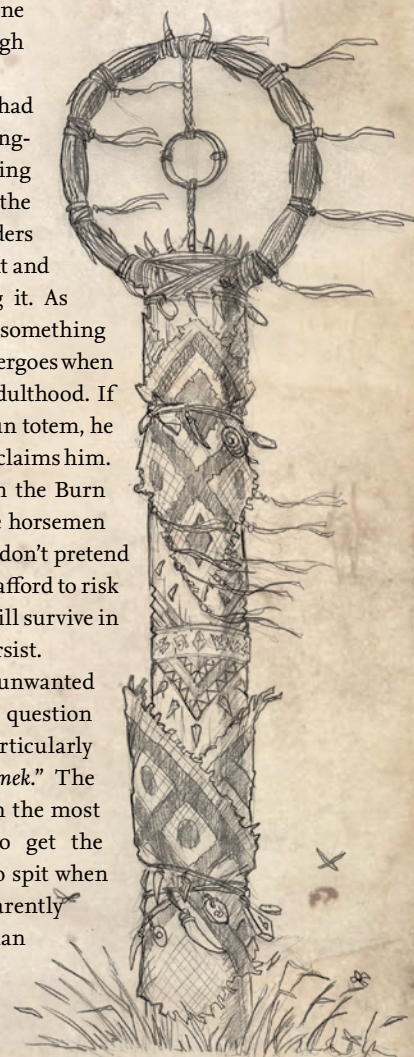 ne
gh
had
ng-
ing
the
ders
t and
g it. As
something
ergoes when
dulthood. If
un totem, he
claims him.
n the Burn
e horsemen
don’t pretend
afford to risk
ill survive in
rsist.
unwanted
question
rticularly
mek.” The
n the most
o get the
o spit when
arently
an